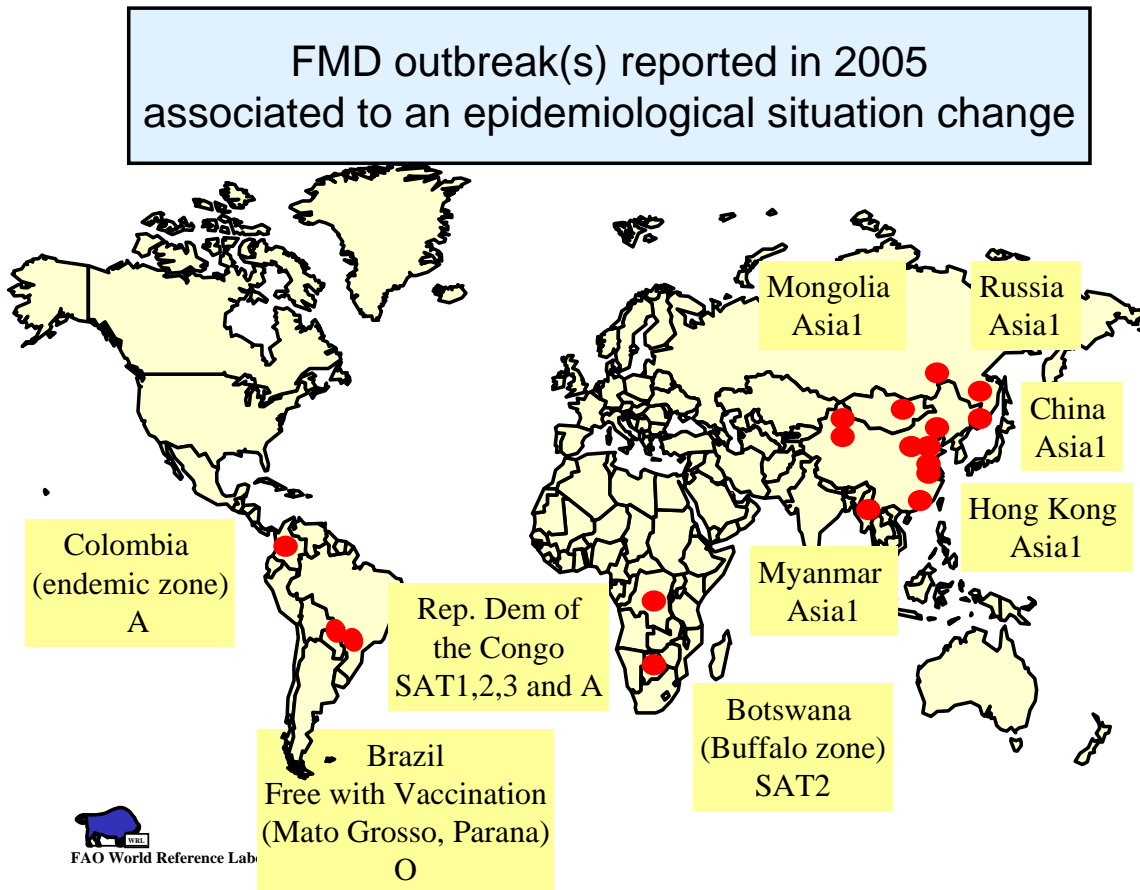 FMD outbreak(s) reported in 2005
associated to an epidemiological situation change
Mongolia
Asia1
Russia
Asia1
China
Asia1
Hong Kong
Asia1
Myanmar
Asia1
Colombia
(endemic zone)
A
Rep. Dem of
the Congo
SAT1,2,3 and A
Botswana
(Buffalo zone)
SAT2
Brazil
Free with Vaccination
(Mato Grosso, Parana)
O
WRL
FAO World Reference Labo